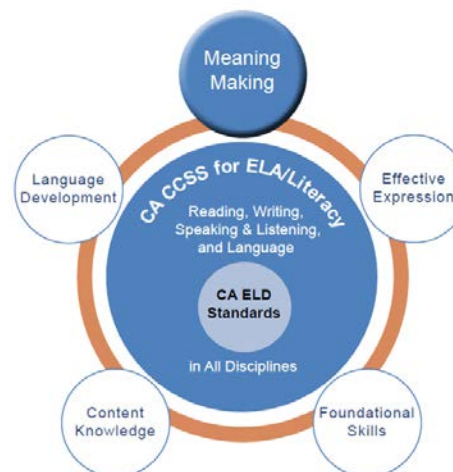 Meaning
Making
Language
Development
Effective
Expression
CA CCSS for ELA/Literacy
Reading, Writing,
Speaking & Listening,
and Language
CA ELD
Standards
in All Disciplines
Content
Knowledge
Foundational
Skills